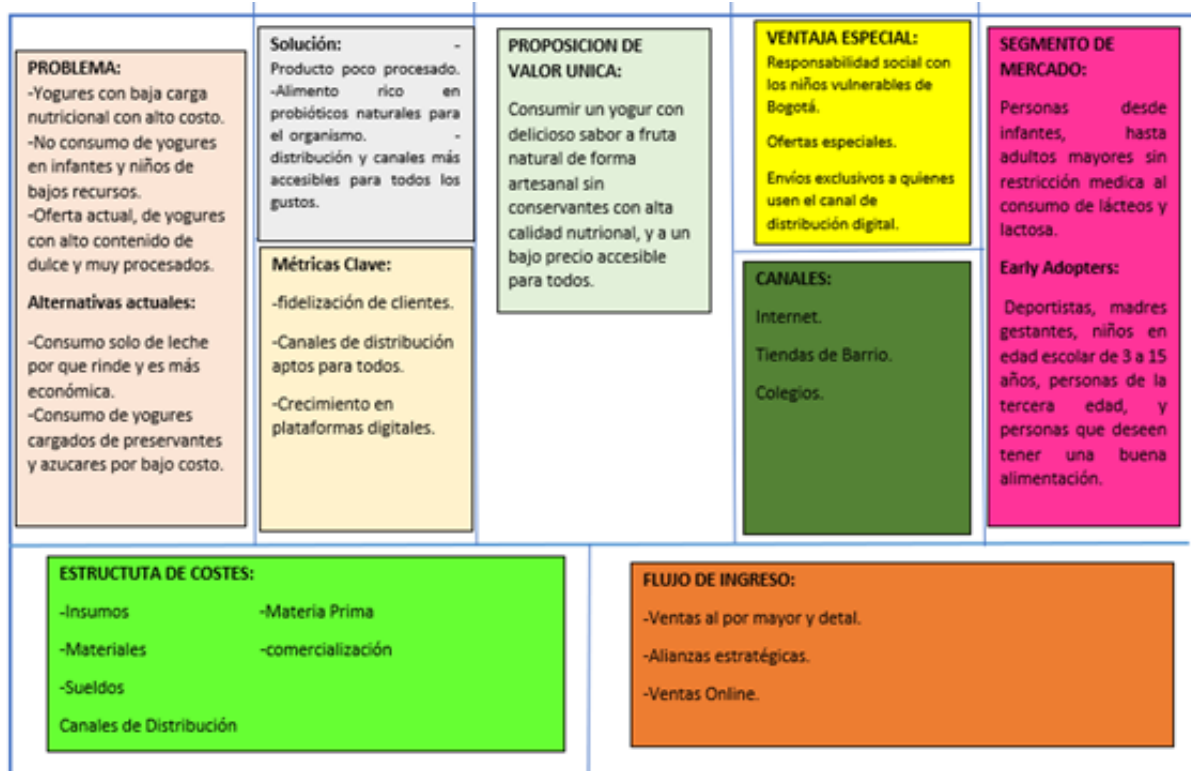 PROBLEMA:
-Yogures con baja carga
nutricional con alto costo.
-No consumo de yogures
en infantes y niños de
bajos recursos.
-Oferta actual, de yogures
con alto contenido de
dulce y muy procesados.
Alternativas actuales:
-Consumo solo de leche
por que rinde y es más
económica.
-Consumo de yogures
cargados de preservantes
y azucares por bajo costo.
Solución: -
Producto poco procesado.
-Alimento rico en
probióticos naturales para
el organismo. -
distribución y canales más
accesibles para todos los
gustos.
Métricas Clave:
-fidelización de clientes.
-Canales de distribución
aptos para todos.
-Crecimiento en
plataformas digitales.
PROPOSICION DE
VALOR UNICA:
Consumir un yogur con
delicioso sabor a fruta
natural de forma
artesanal sin
conservantes con alta
calidad nutrional, y a un
bajo precio accesible
para todos.
VENTAJA ESPECIAL:
Responsabilidad social con
los niños vulnerables de
Bogotá.
Ofertas especiales.
Envíos exclusivos a quienes
usen el canal de
distribución digital.
CANALES:
Internet.
Tiendas de Barrio.
Colegios.
SEGMENTO DE
MERCADO:
Personas desde
infantes, hasta
adultos mayores sin
restricción medica al
consumo de lácteos y
lactosa.
Early Adopters:
Deportistas, madres
gestantes, niños en
edad escolar de 3 a 15
años, personas de la
tercera edad, y
personas que deseen
tener una buena
alimentación.
ESTRUCTUTA DE COSTES:
-Insumos -Materia Prima
-Materiales -comercialización
-Sueldos
Canales de Distribución
FLUJO DE INGRESO:
-Ventas al por mayor y detal.
-Alianzas estratégicas.
-Ventas Online.